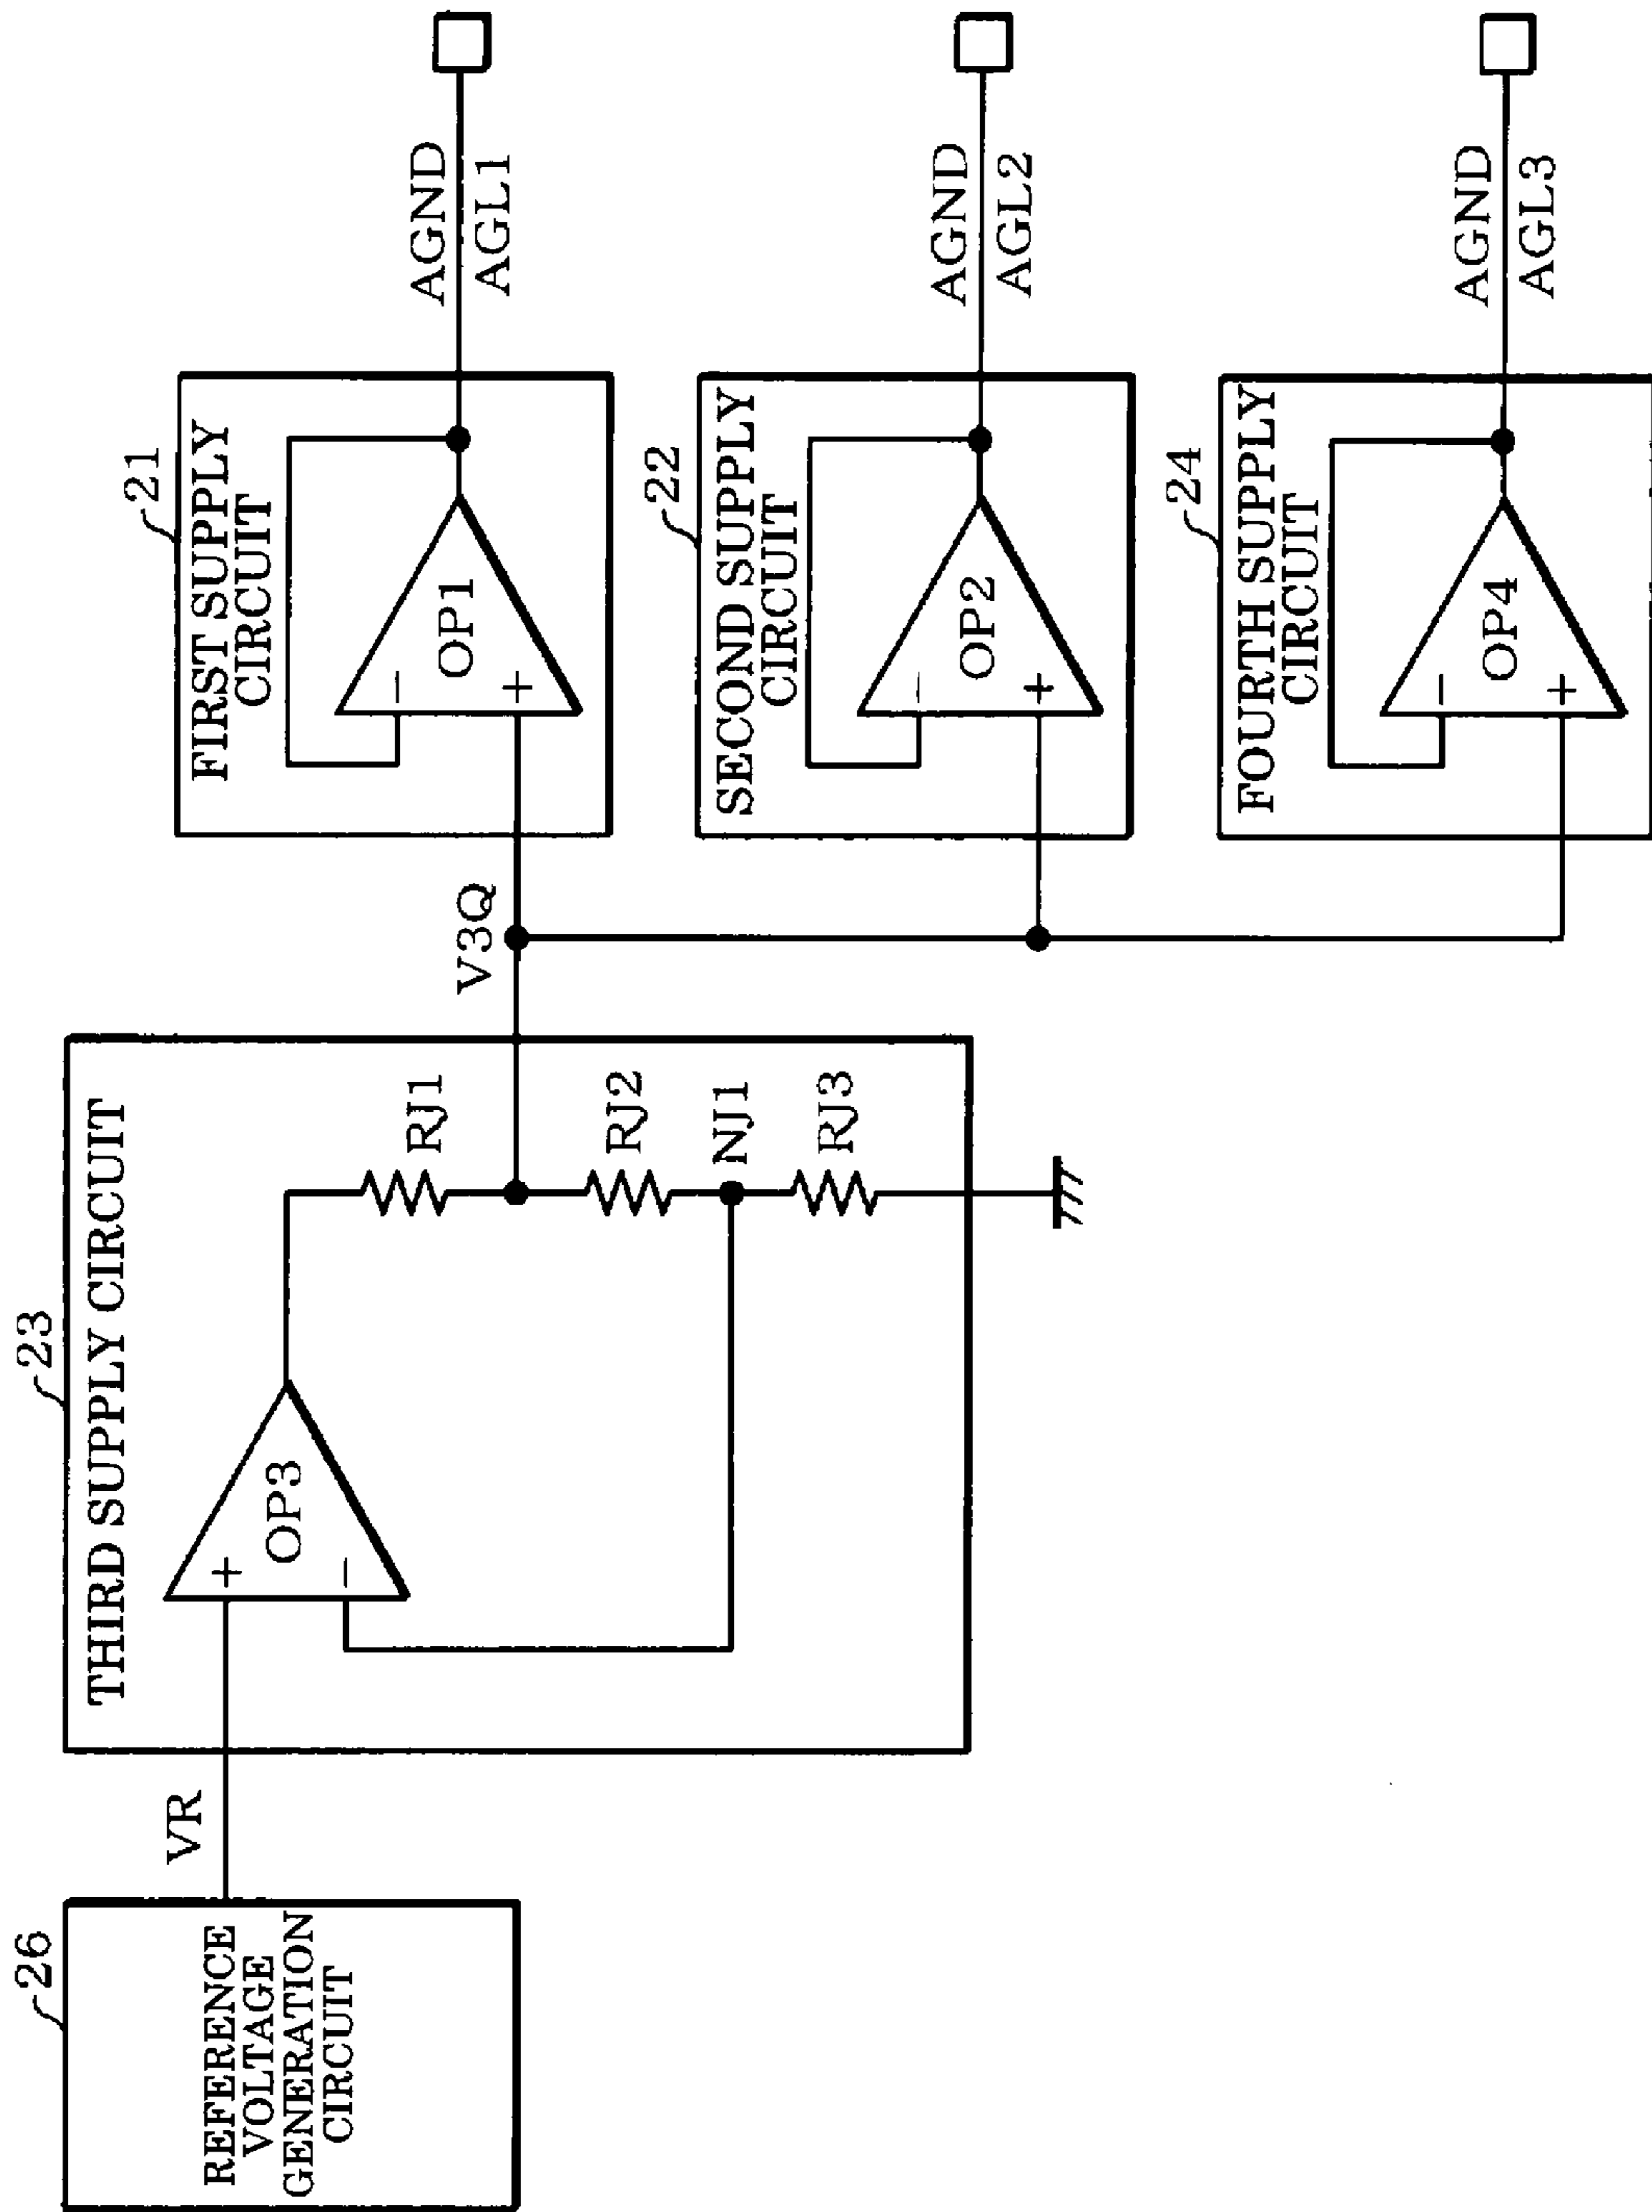 26
REFERENCE
VOLTAGE
GENERATION
CIRCUIT
VR
23
THIRD SUPPLY CIRCUIT
+
OP3
−
RJ1
RJ2
NJ1
RJ3
V3Q
21
FIRST SUPPLY
CIRCUIT
−
OP1
+
AGND
AGL1
22
SECOND SUPPLY
CIRCUIT
−
OP2
+
AGND
AGL2
24
FOURTH SUPPLY
CIRCUIT
−
OP4
+
AGND
AGL3